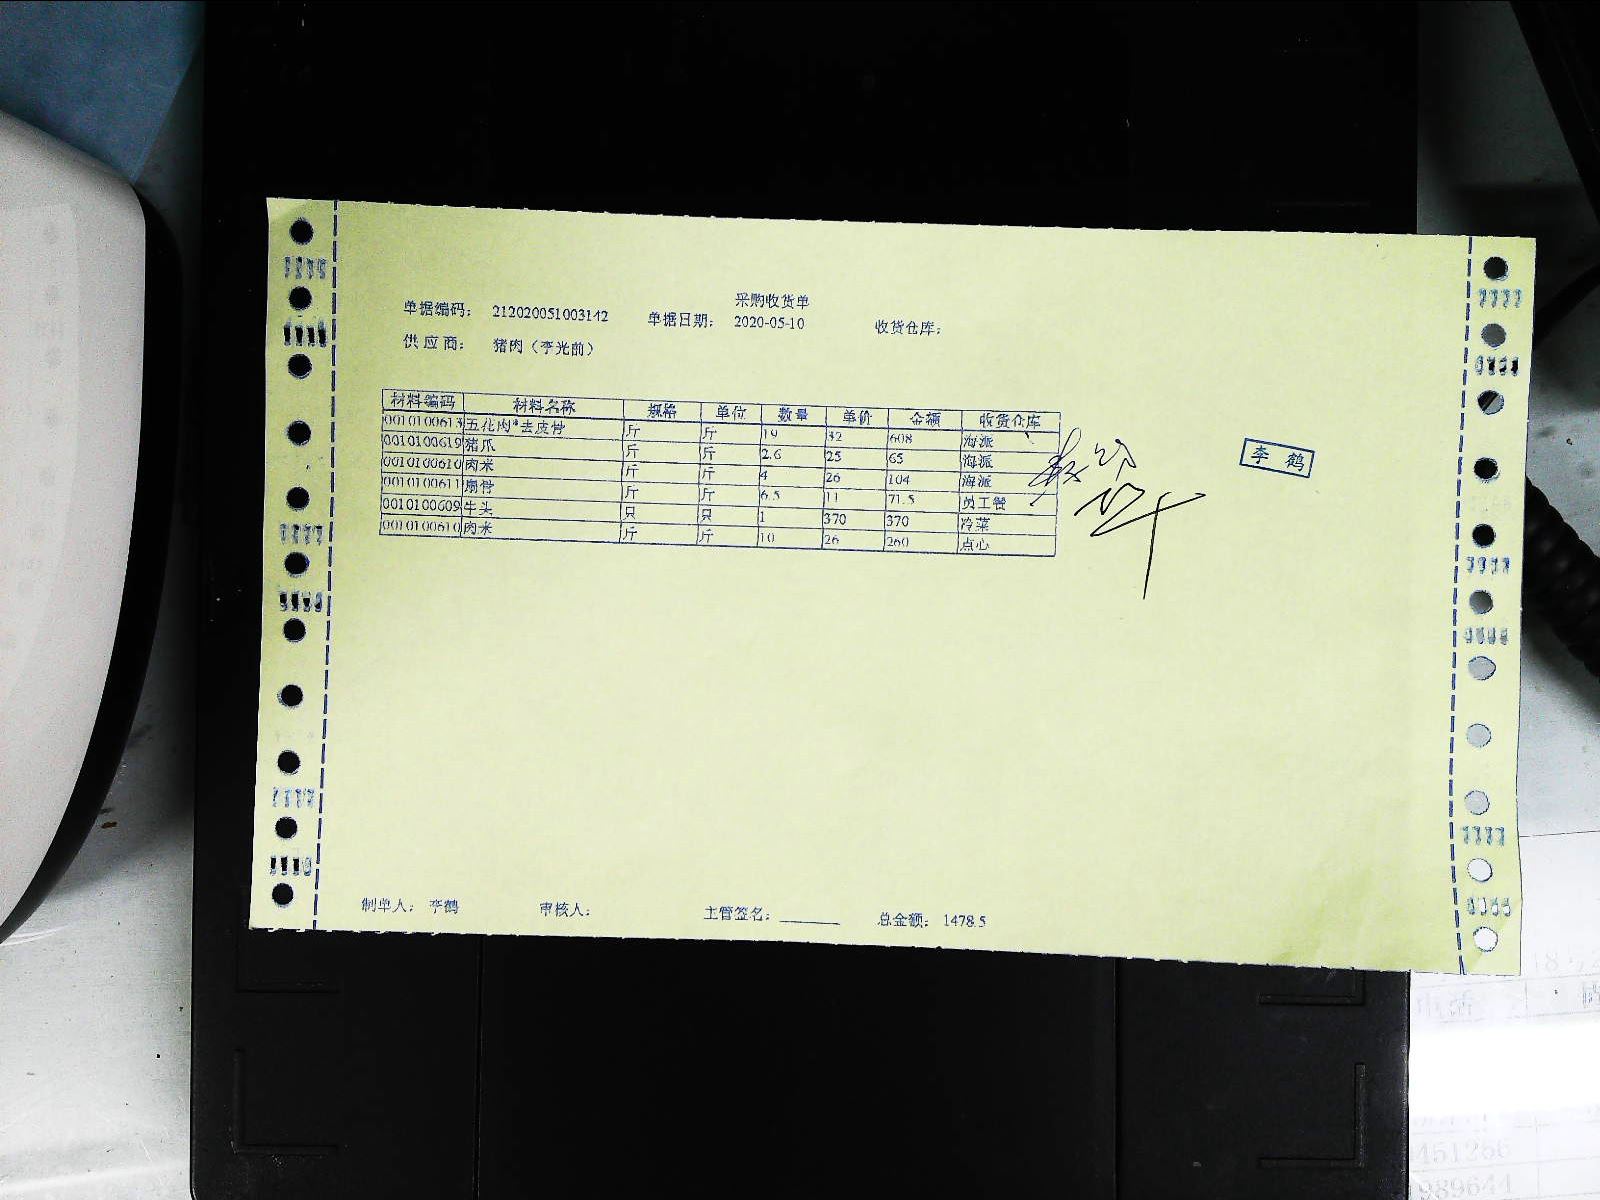 采购收货单
单据编码： 212020051003142 单据日期： 2020-05-10 收货仓库：
供应商： 猪肉（李光前）
材料编码 材料名称 规格 单位 数量 单价 金额 收货仓库
0010100613 五花肉*去皮骨 斤 斤 19 32 608 海派
0010100619 猪爪 斤 斤 2.6 25 65 海派
0010100610 肉米 斤 斤 4 26 104 海派
0010100611 扇骨 斤 斤 6.5 11 71.5 员工餐
0010100609 牛头 只 只 1 370 370 冷菜
0010100610 肉米 斤 斤 10 26 260 点心
李鹤
制单人： 李鹤 审核人： 主管签名： 总金额： 1478.5
451266
989644